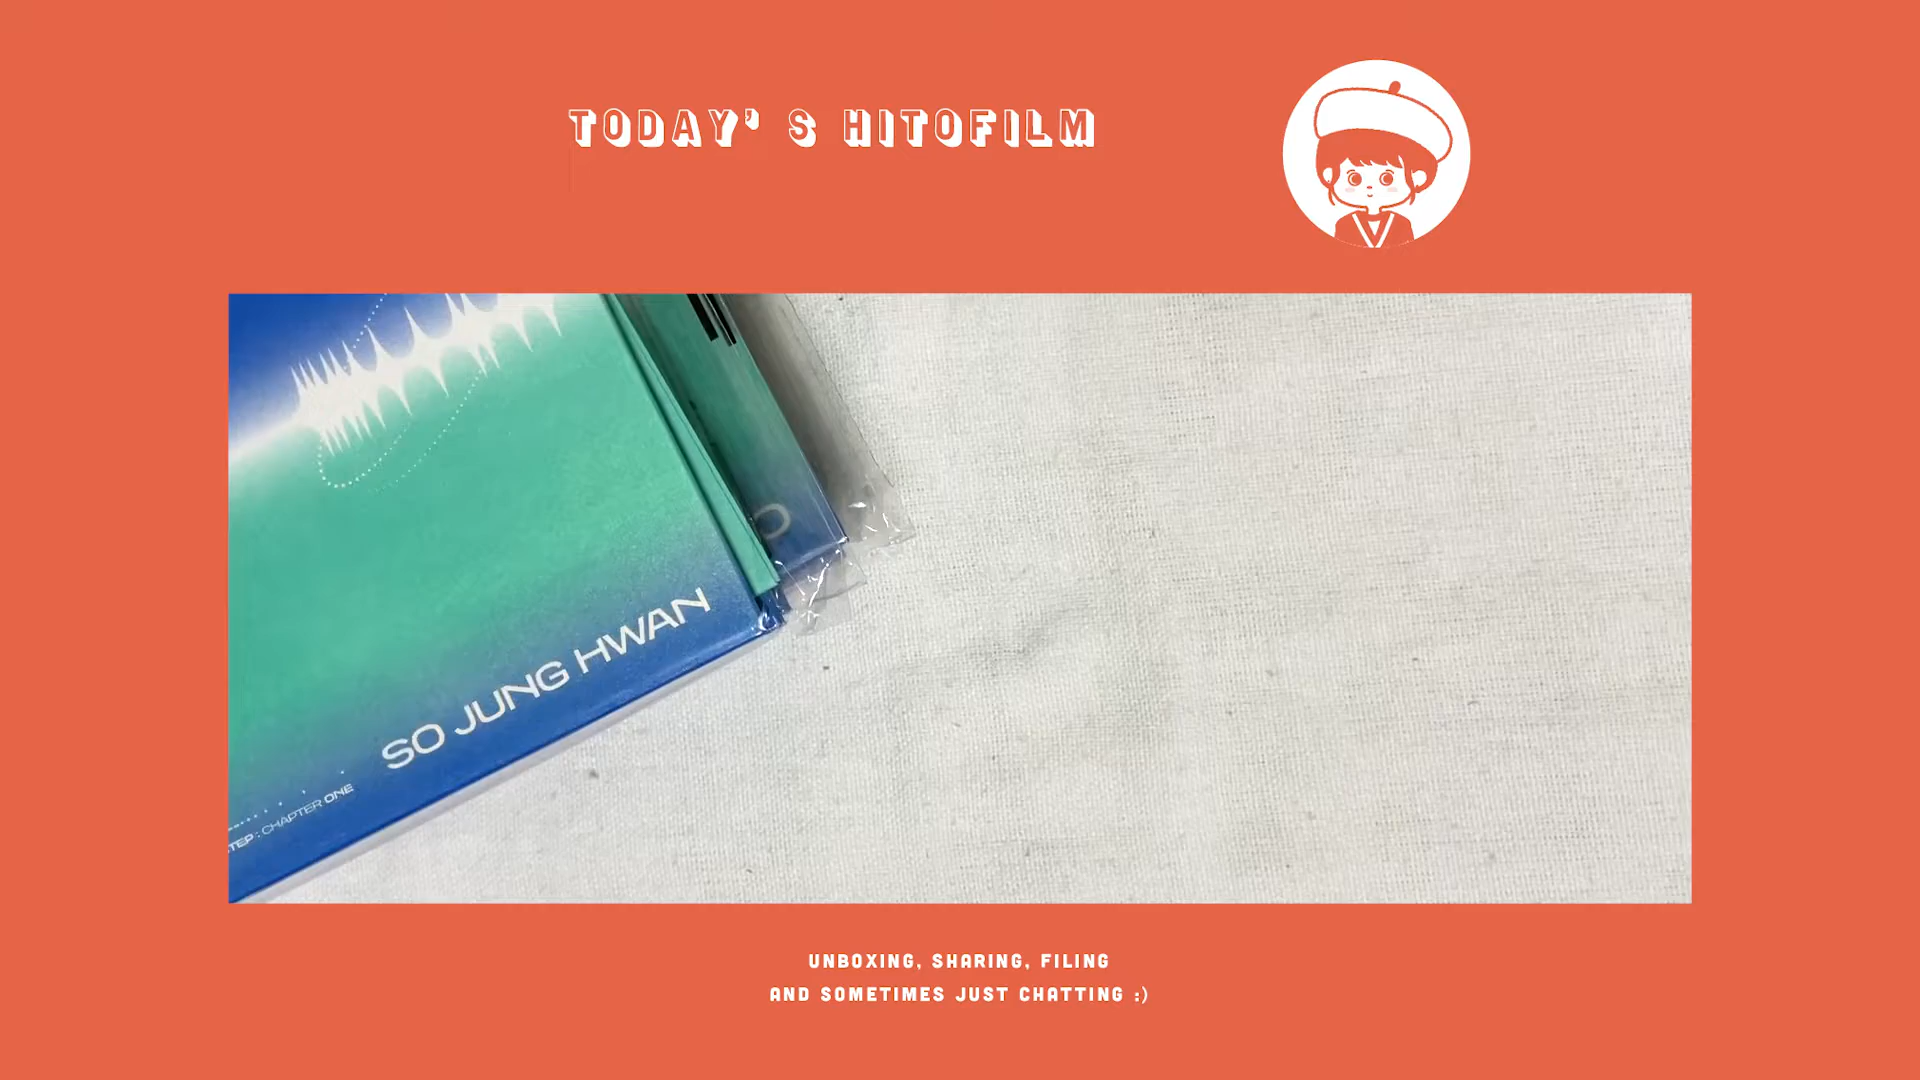 TODAY' S HITOFILM
SO JUNG HWAN
: CHAPTER ONE
UNBOXING, SHARING, FILING
AND SOMETIMES JUST CHATTING :)